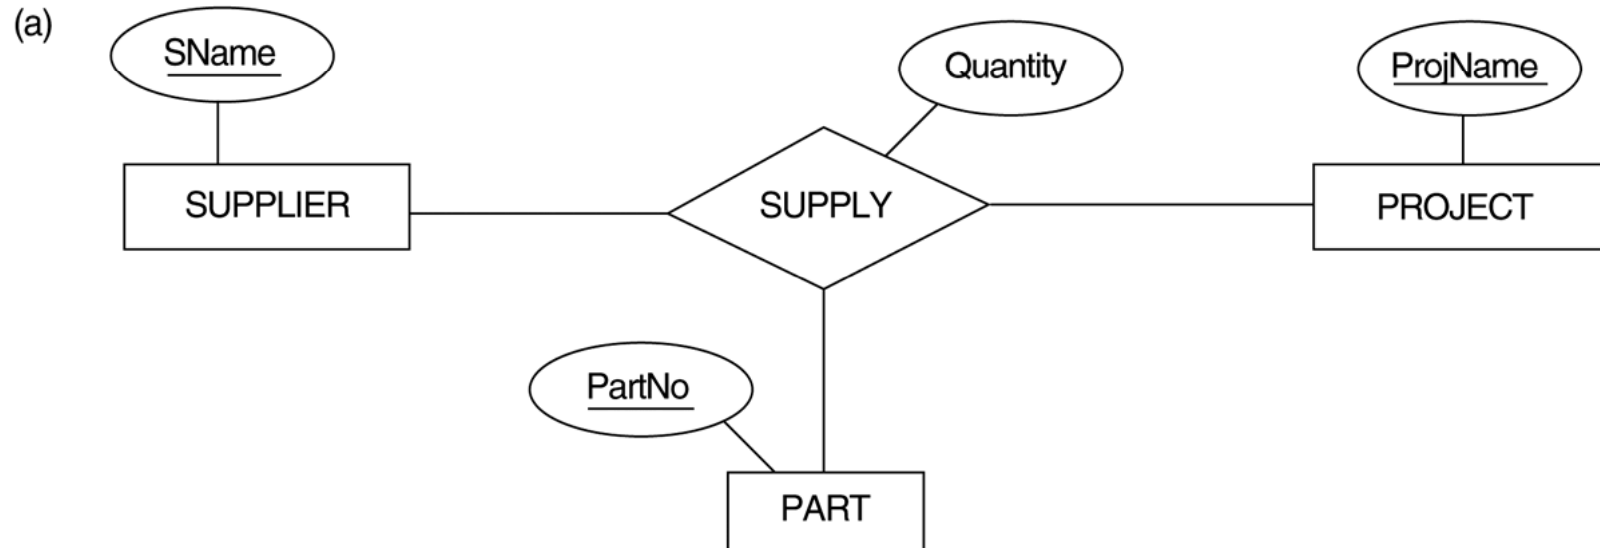 (a)
SName
Quantity
ProjName
SUPPLIER
SUPPLY
PROJECT
PartNo
PART